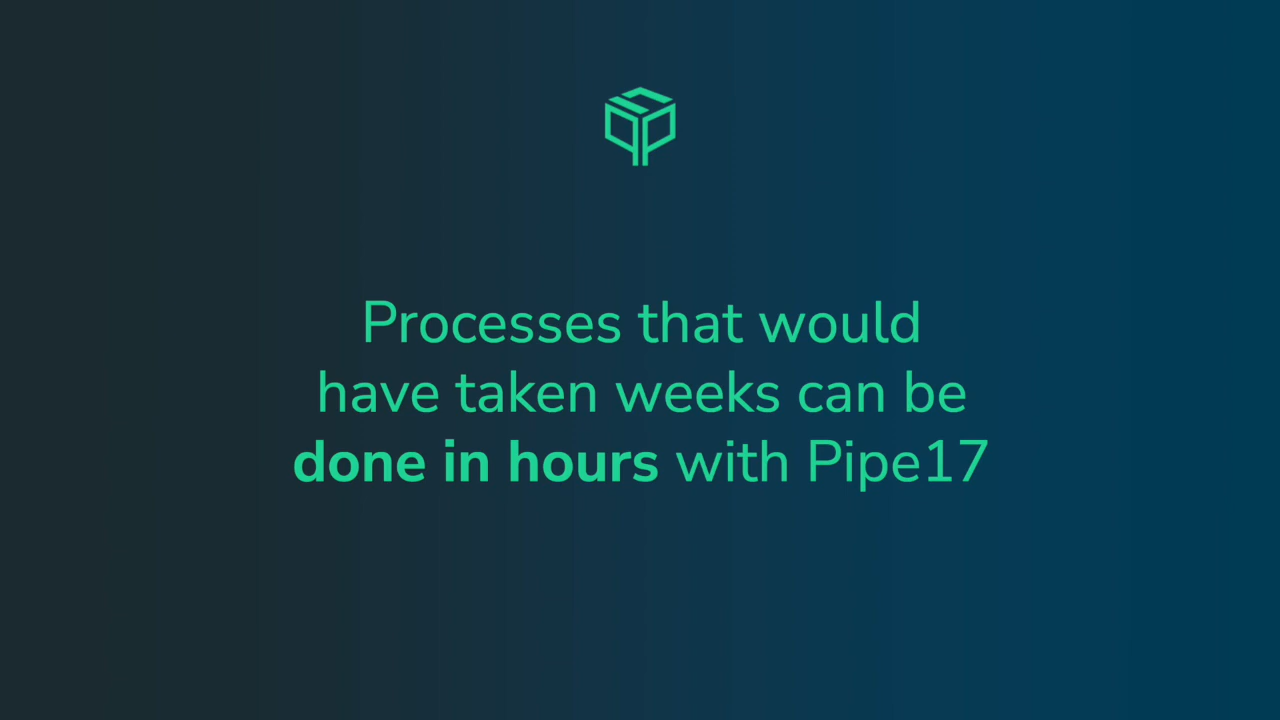 Processes that would
have taken weeks can be
done in hours with Pipe17